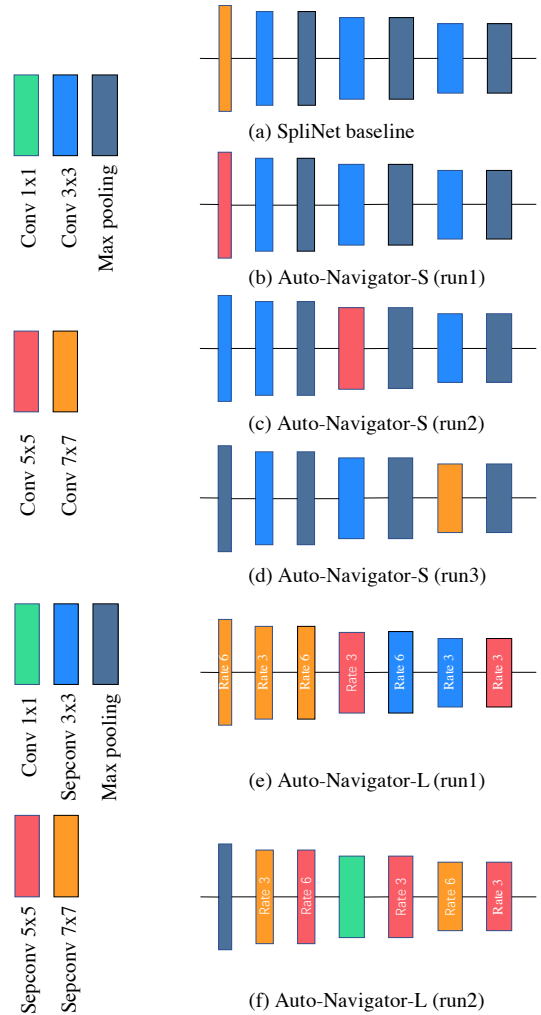 (a) SpliNet baseline
Conv 1x1
Conv 3x3
Max pooling
(b) Auto-Navigator-S (run1)
Conv 5x5
Conv 7x7
(c) Auto-Navigator-S (run2)
(d) Auto-Navigator-S (run3)
Conv 1x1
Sepconv 3x3
Max pooling
Rate 6
Rate 3
Rate 6
Rate 3
Rate 6
Rate 3
Rate 3
(e) Auto-Navigator-L (run1)
Sepconv 5x5
Sepconv 7x7
Rate 3
Rate 6
Rate 3
Rate 6
Rate 3
(f) Auto-Navigator-L (run2)